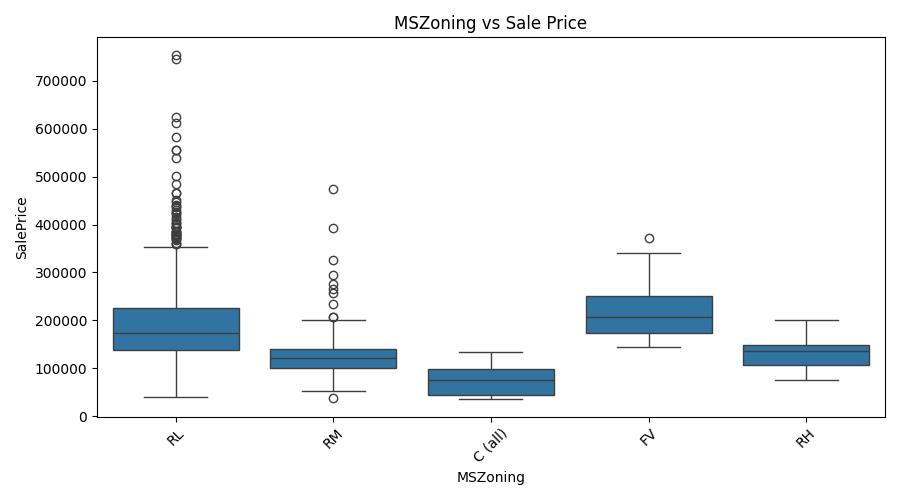 MSZoning vs Sale Price
SalePrice
700000
600000
500000
400000
300000
200000
100000
0
RL
RM
C (all)
FV
RH
MSZoning